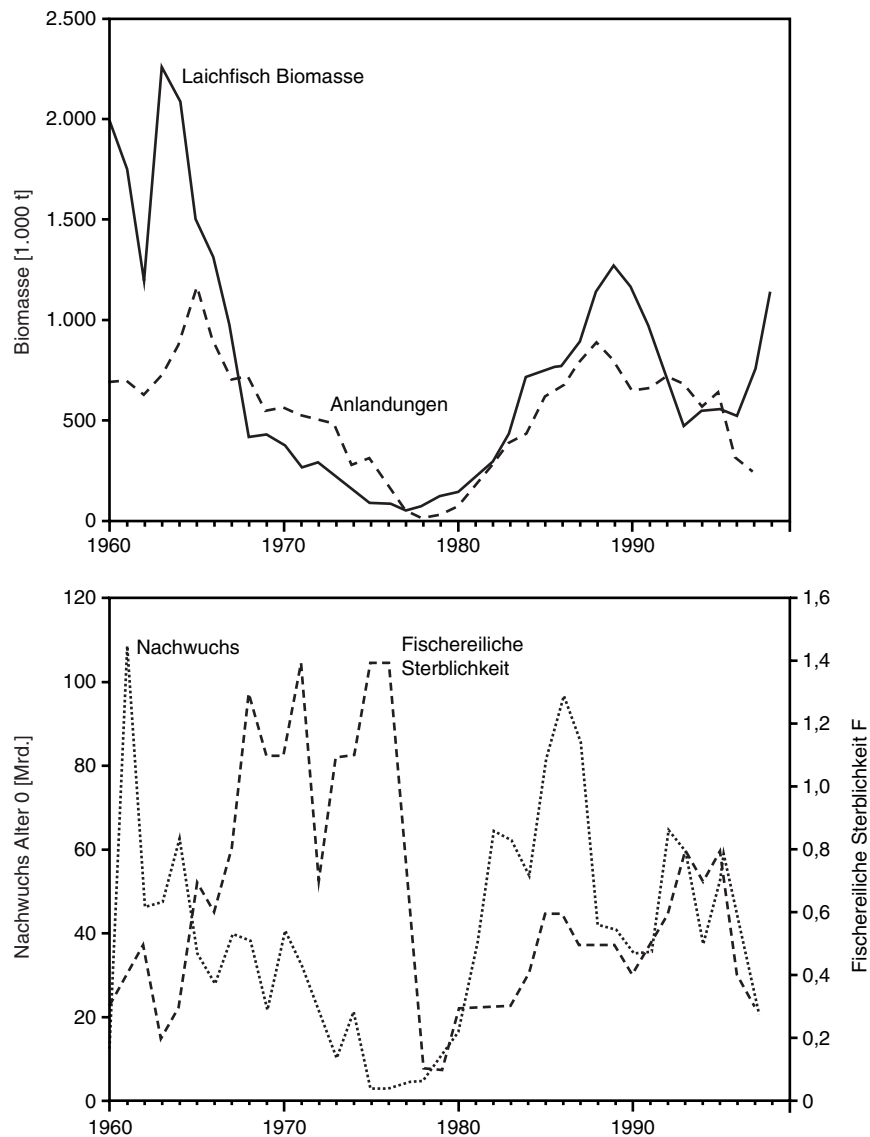 2.500
2.000
1.500
1.000
500
0
Biomasse [1.000 t]
Laichfisch Biomasse
Anlandungen
1960 1970 1980 1990
120
100
80
60
40
20
0
Nachwuchs Alter 0 [Mrd.]
Nachwuchs
Fischereiliche
Sterblichkeit
1,6
1,4
1,2
1,0
0,8
0,6
0,4
0,2
0
Fischereiliche Sterblichkeit F
1960 1970 1980 1990